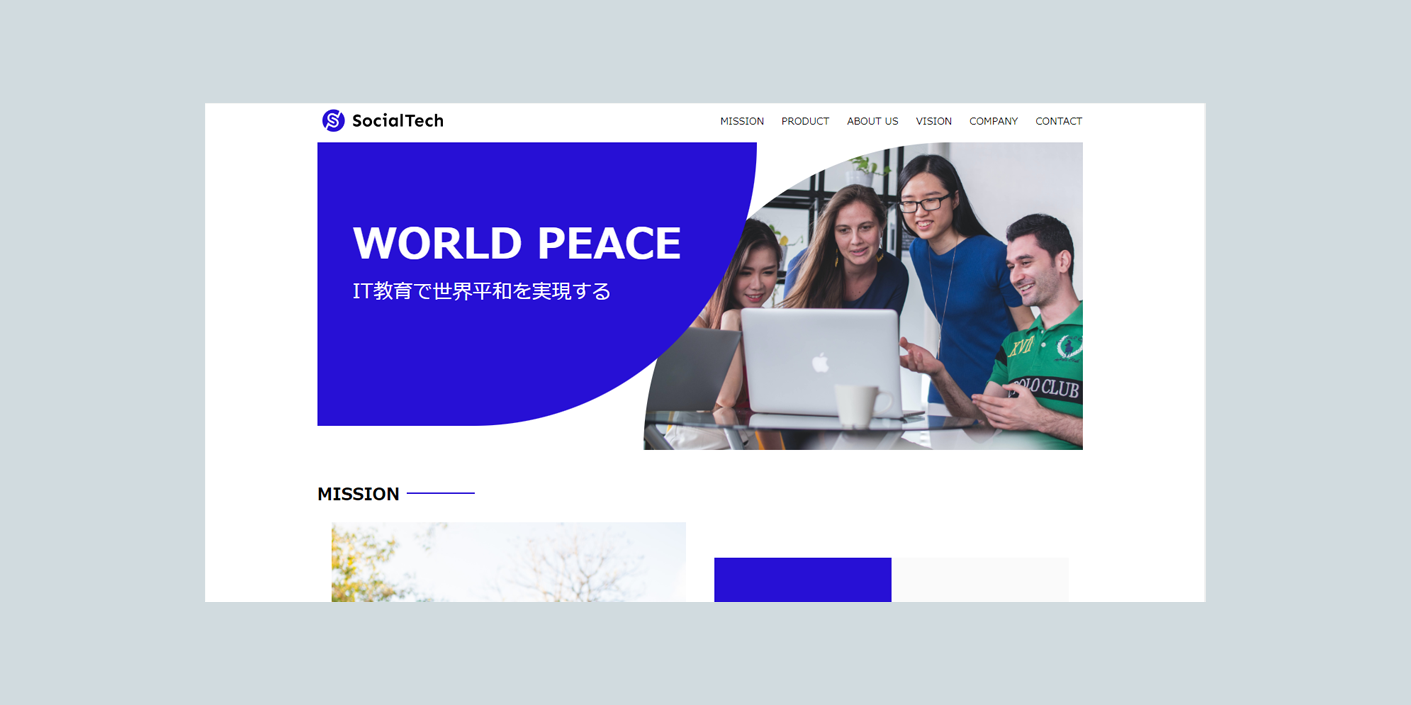 SocialTech
MISSION PRODUCT ABOUT US VISION COMPANY CONTACT
WORLD PEACE
IT教育で世界平和を実現する
XVII
POLO CLUB
MISSION